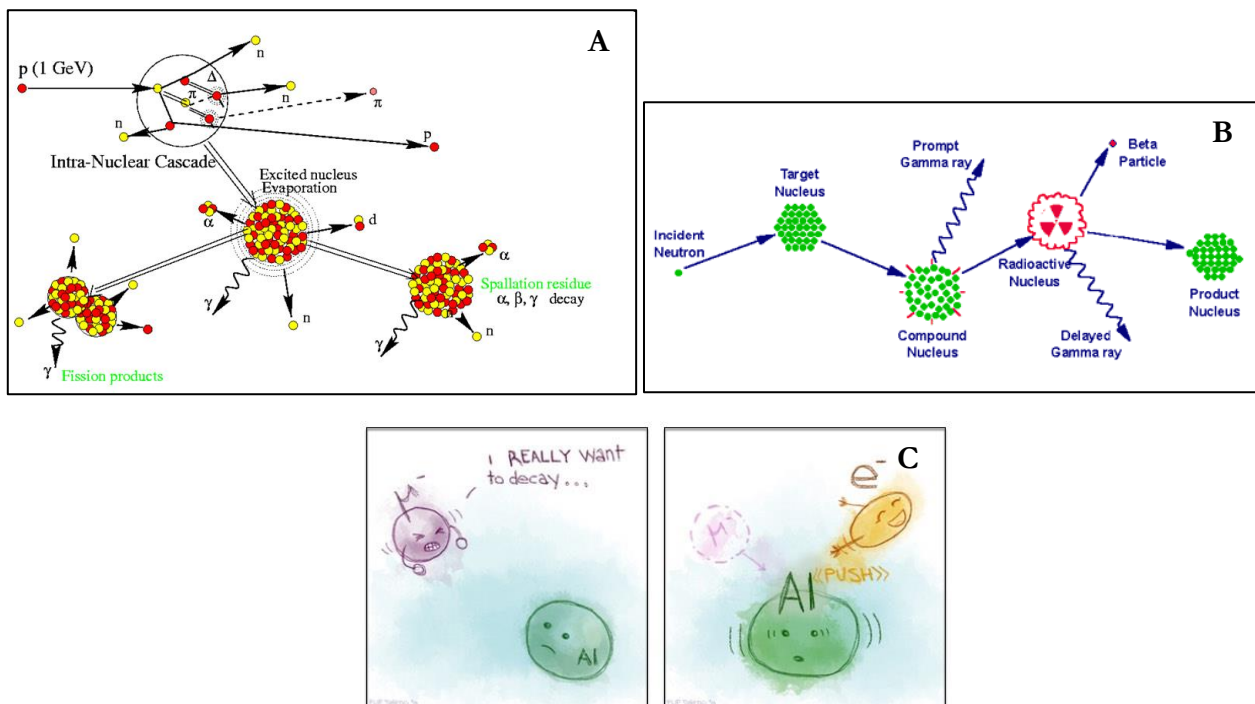 A
n
p (1 GeV)
Δ
π
n
π
n
p
Intra-Nuclear Cascade
Excited nucleus
Evaporation
α
d
α
Spallation residue
α, β, γ decay
γ
n
n
γ
γ
Fission products
B
Prompt
Gamma ray
Beta
Particle
Target
Nucleus
Incident
Neutron
Radioactive
Nucleus
Product
Nucleus
Compound
Nucleus
Delayed
Gamma ray
I REALLY want
to decay...
μ-
Al
C
e-
μ
«PUSH»
Al